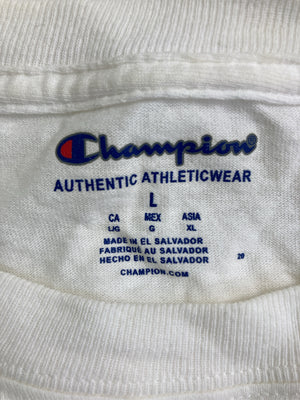 Champion®
AUTHENTIC ATHLETICWEAR
L
CA MEX ASIA
L/G G XL
MADE IN EL SALVADOR
FABRIQUÉ AU SALVADOR
HECHO EN EL SALVADOR
20
CHAMPION.COM